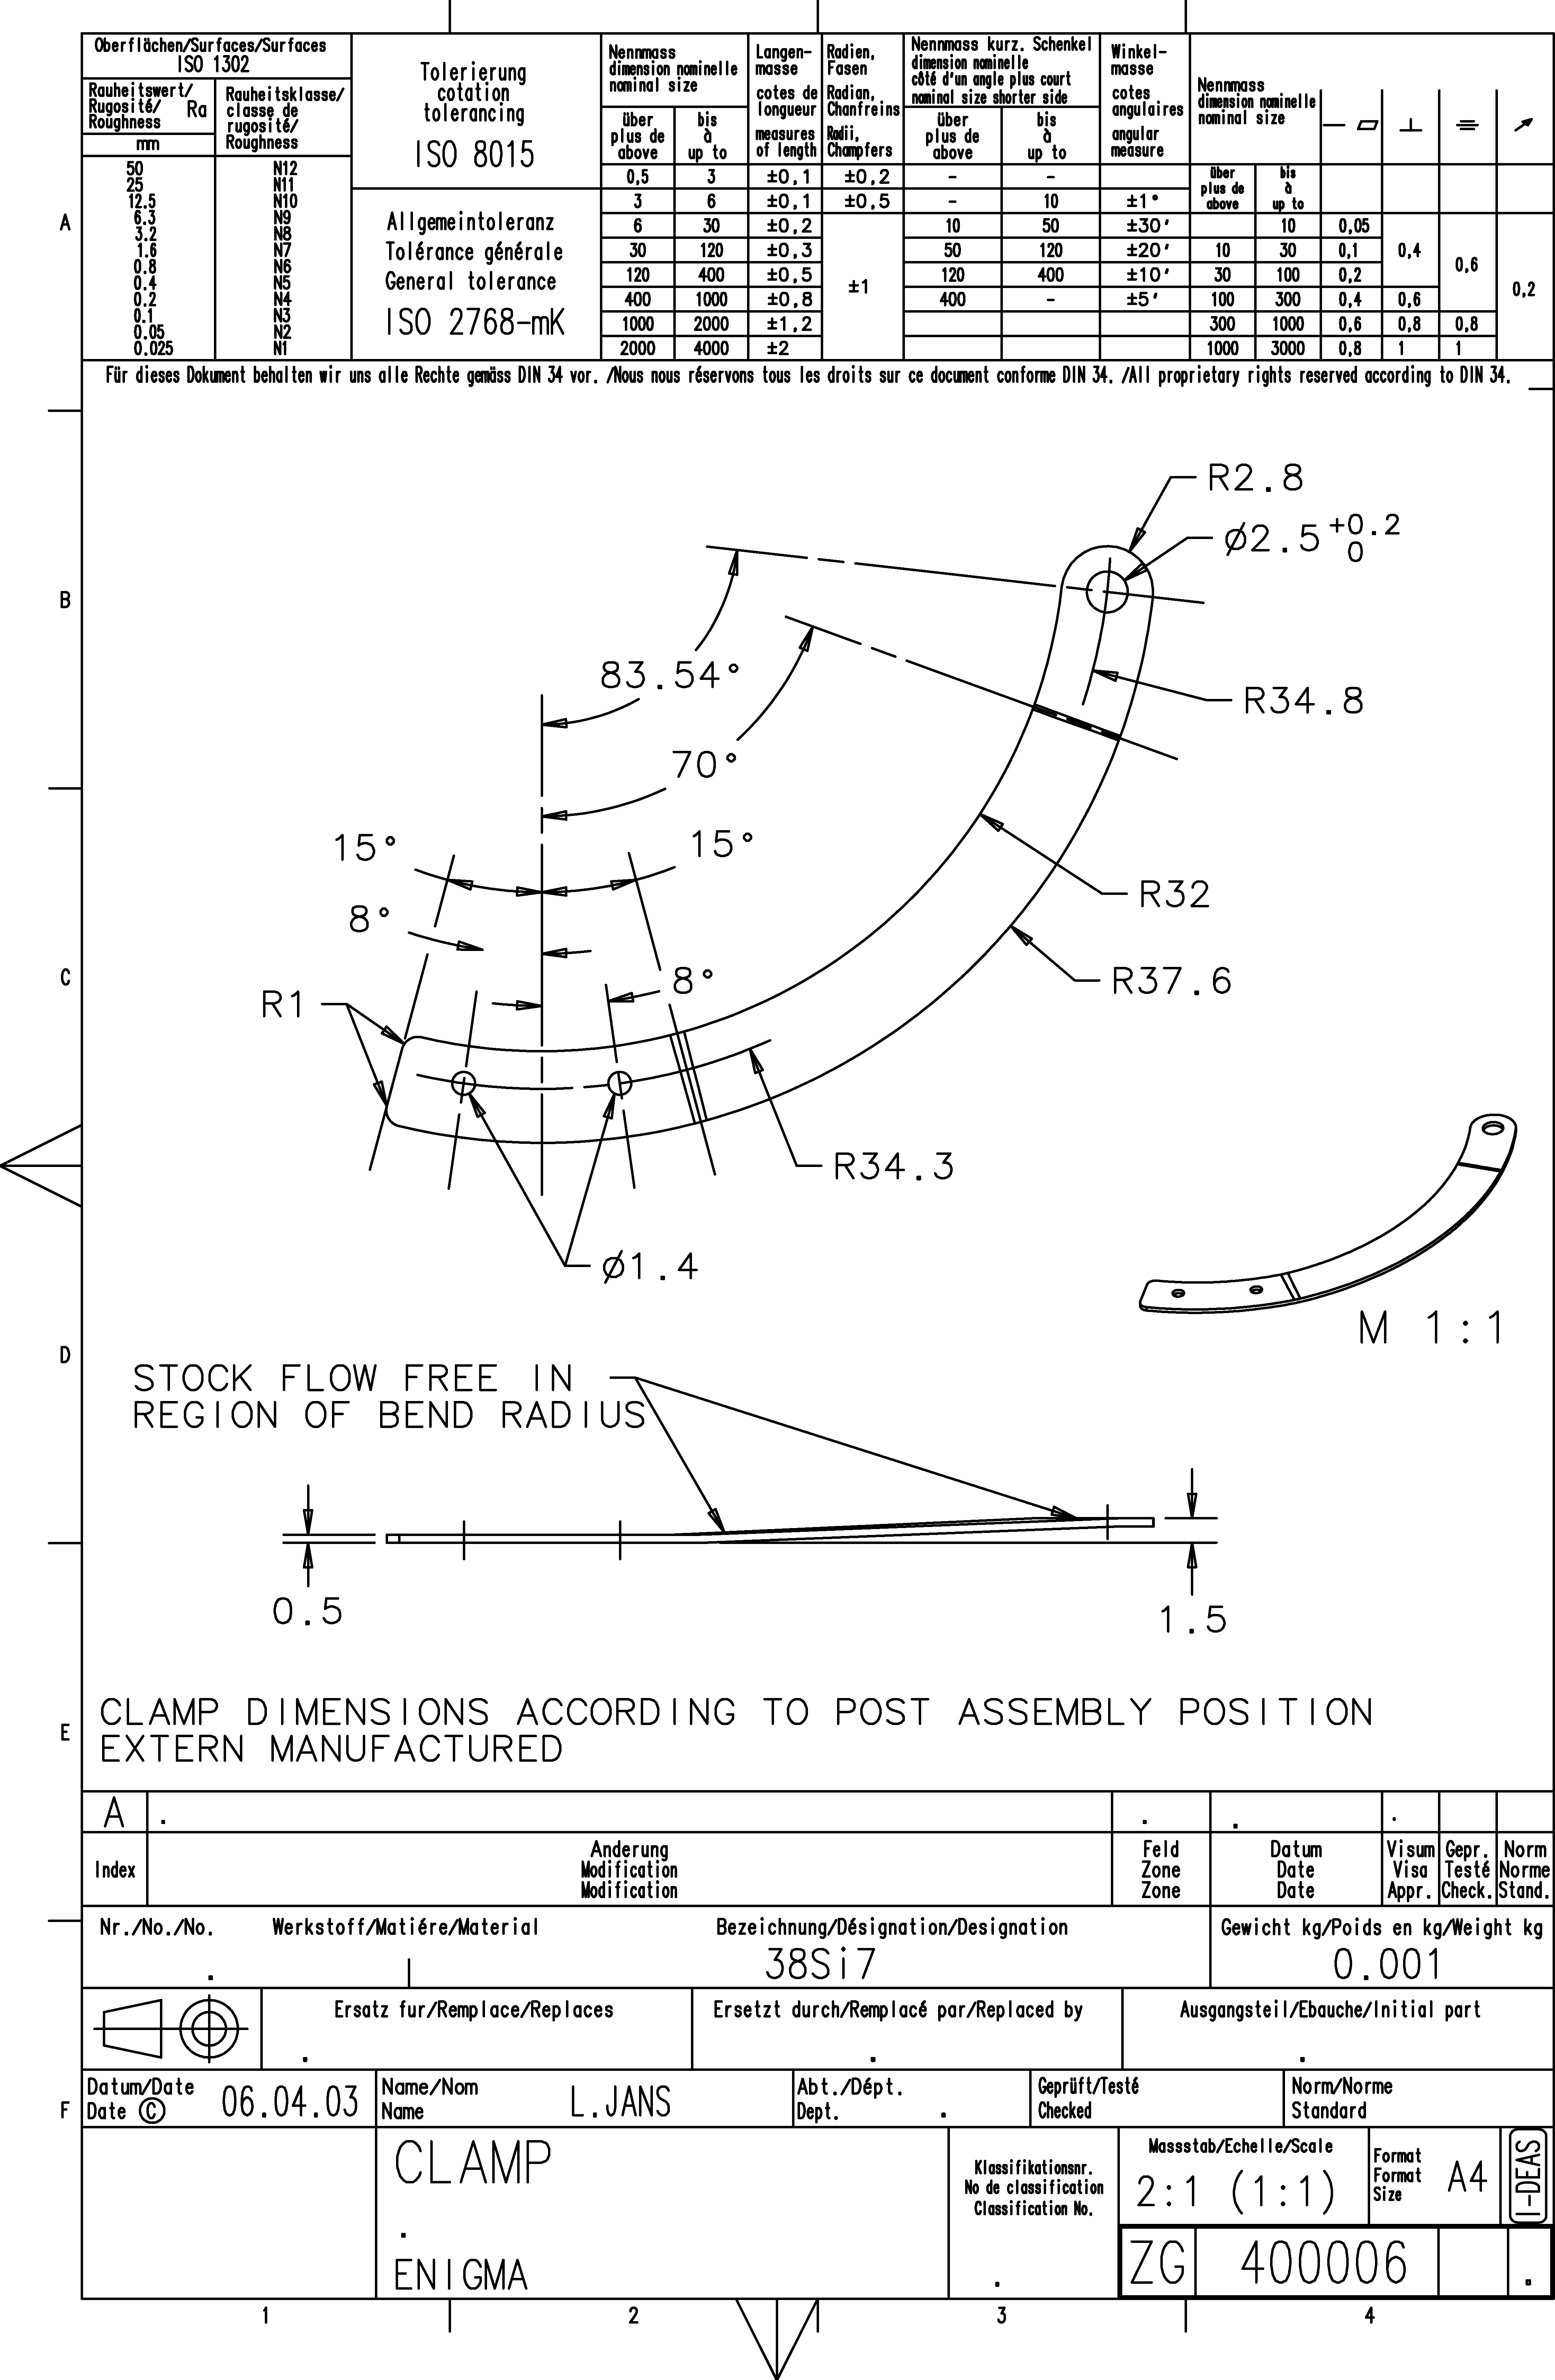 Oberflächen/Surfaces/Surfaces
ISO 1302
Rauheitswert/
Rugosité/ Ra
Roughness
mm
Rauheitsklasse/
classe de
rugosité/
Roughness
50 N12
25 N11
12.5 N10
6.3 N9
3.2 N8
1.6 N7
0.8 N6
0.4 N5
0.2 N4
0.1 N3
0.05 N2
0.025 N1
Tolerierung
cotation
tolerancing
ISO 8015
Allgemeintoleranz
Tolérance générale
General tolerance
ISO 2768-mK
Nennmass
dimension nominelle
nominal size
über
plus de
above
bis
à
up to
Langen-
masse
cotes de
longueur
measures
of length
Radien,
Fasen
Radian,
Chanfreins
Radii,
Champfers
Nennmass kurz. Schenkel
dimension nominelle
côté d'un angle plus court
nominal size shorter side
über
plus de
above
bis
à
up to
Winkel-
masse
cotes
angulaires
angular
measure
0,5 3 ±0,1 ±0,2 - -
3 6 ±0,1 ±0,5 - 10 ±1°
6 30 ±0,2 10 50 ±30'
30 120 ±0,3 50 120 ±20'
120 400 ±0,5 ±1 120 400 ±10'
400 1000 ±0,8 400 - ±5'
1000 2000 ±1,2
2000 4000 ±2
Nennmass
dimension nominelle
nominal size
über
plus de
above
bis
à
up to
10 0,05
10 30 0,1 0,4
30 100 0,2 0,6
100 300 0,4 0,6 0,2
300 1000 0,6 0,8 0,8
1000 3000 0,8 1 1
Für dieses Dokument behalten wir uns alle Rechte gemäss DIN 34 vor. /Nous nous réservons tous les droits sur ce document conforme DIN 34. /All proprietary rights reserved according to DIN 34.
A
B
C
D
E
F
R2.8
Ø2.5 +0.2
0
83.54°
R34.8
70°
15°
15°
R32
8°
8°
R37.6
R1
R34.3
Ø1.4
M 1:1
STOCK FLOW FREE IN
REGION OF BEND RADIUS
0.5
1.5
CLAMP DIMENSIONS ACCORDING TO POST ASSEMBLY POSITION
EXTERN MANUFACTURED
A . . . .
Index
Anderung
Modification
Modification
Feld
Zone
Zone
Datum
Date
Date
Visum
Visa
Appr.
Gepr.
Testé
Check.
Norm
Norme
Stand.
Nr./No./No. Werkstoff/Matiére/Material Bezeichnung/Désignation/Designation Gewicht kg/Poids en kg/Weight kg
. 38Si7 0.001
Ersatz fur/Remplace/Replaces Ersetzt durch/Remplacé par/Replaced by Ausgangsteil/Ebauche/Initial part
. . .
Datum/Date
Date © 06.04.03
Name/Nom
Name L.JANS
Abt./Dépt.
Dept. .
Geprüft/Testé
Checked
Norm/Norme
Standard
CLAMP
.
ENIGMA
Klassifikationsnr.
No de classification
Classification No.
.
Massstab/Echelle/Scale
2:1 (1:1)
Format
Format
Size
A4
I-DEAS
ZG 400006 .
1 2 3 4